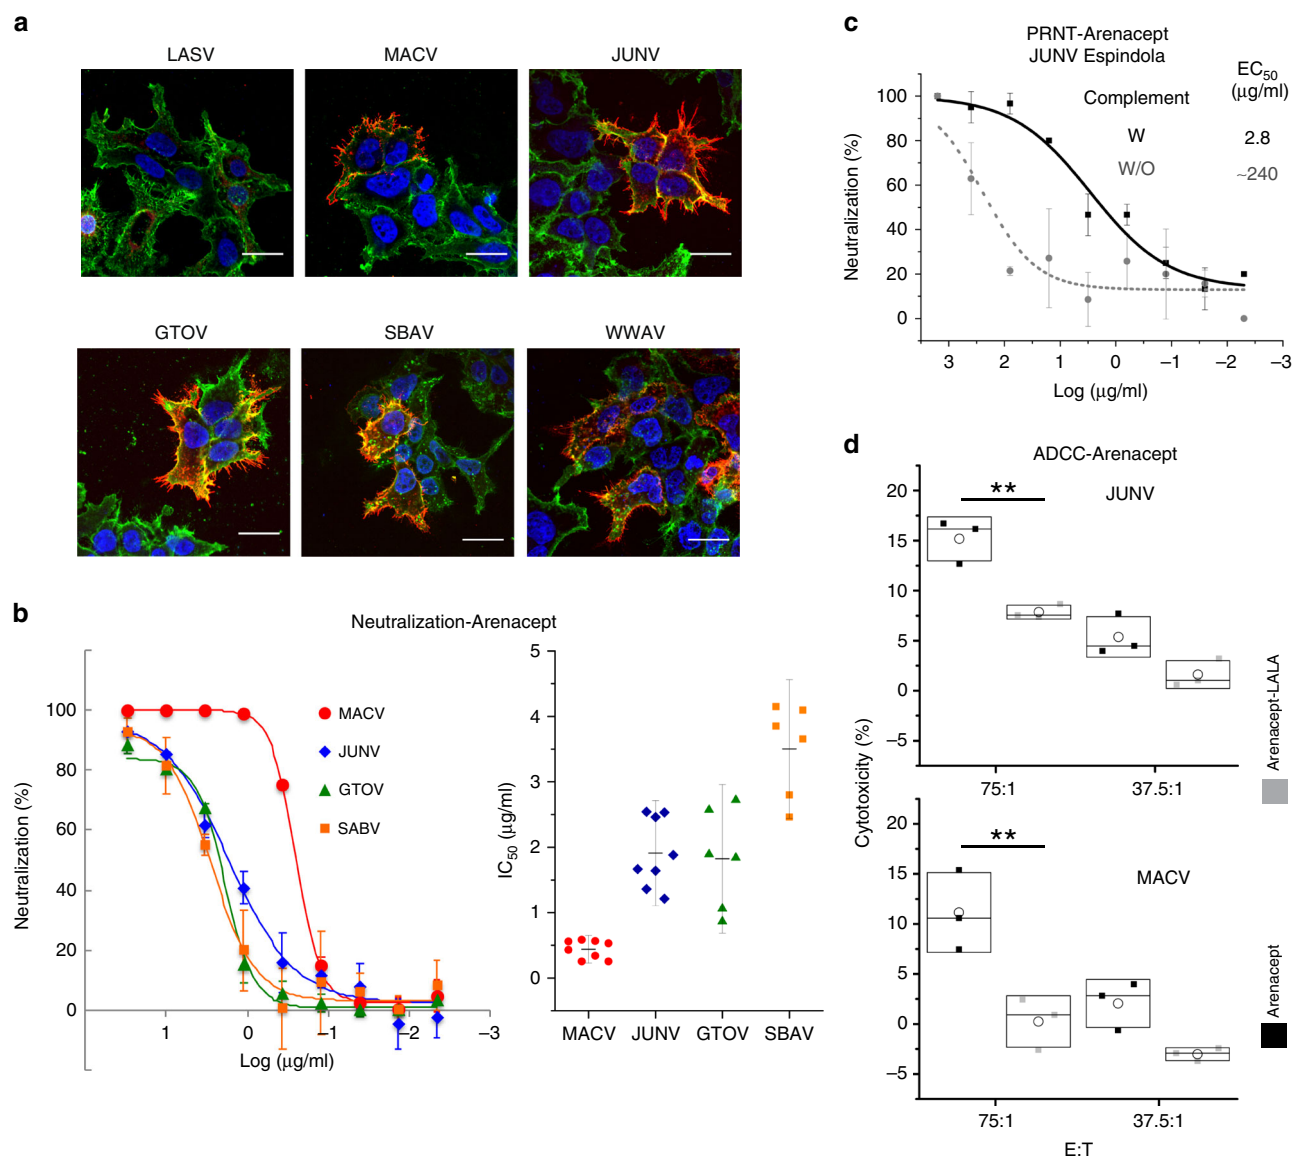 a
LASV
MACV
JUNV
GTOV
SBAV
WWAV
b
Neutralization-Arenacept
Neutralization (%)
100
80
60
40
20
0
1
0
−1
−2
−3
Log (µg/ml)
MACV
JUNV
GTOV
SABV
IC50 (µg/ml)
5
4
3
2
1
0
MACV
JUNV
GTOV
SBAV
c
PRNT-Arenacept
JUNV Espindola
EC50
(µg/ml)
Complement
W
2.8
W/O
~240
Neutralization (%)
100
80
60
40
20
0
3
2
1
0
−1
−2
−3
Log (µg/ml)
d
ADCC-Arenacept
JUNV
**
20
15
10
5
0
−5
75:1
37.5:1
Cytotoxicity (%)
MACV
**
20
15
10
5
0
−5
75:1
37.5:1
E:T
Arenacept-LALA
Arenacept